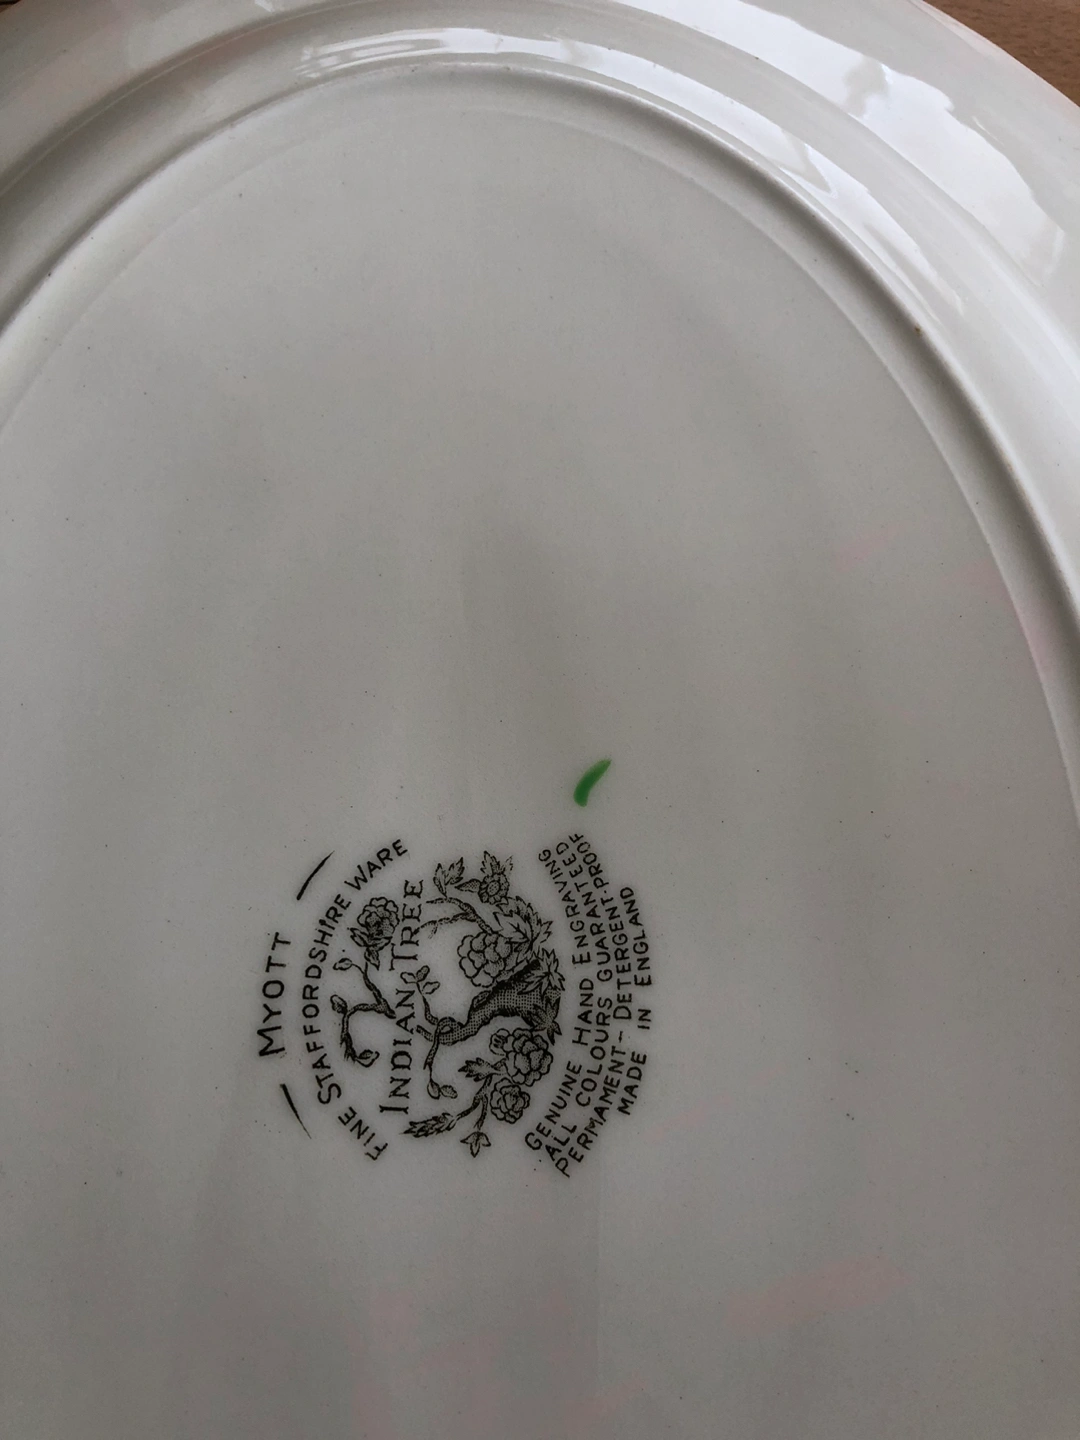 MYOTT
FINE STAFFORDSHIRE WARE
INDIAN TREE
GENUINE HAND ENGRAVING
ALL COLOURS GUARANTEED
PERMAMENT-DETERGENT-PROOF
MADE IN ENGLAND